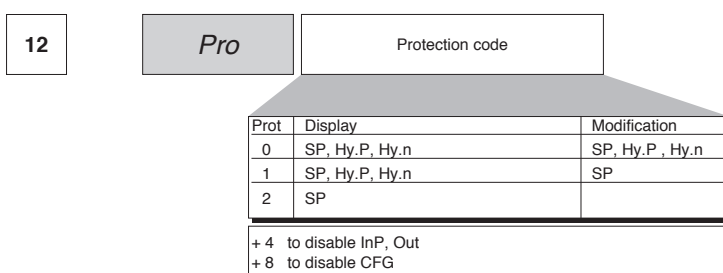 12 Pro Protection code
Prot Display Modification
0 SP, Hy.P, Hy.n SP, Hy.P , Hy.n
1 SP, Hy.P, Hy.n SP
2 SP
+ 4 to disable InP, Out
+ 8 to disable CFG